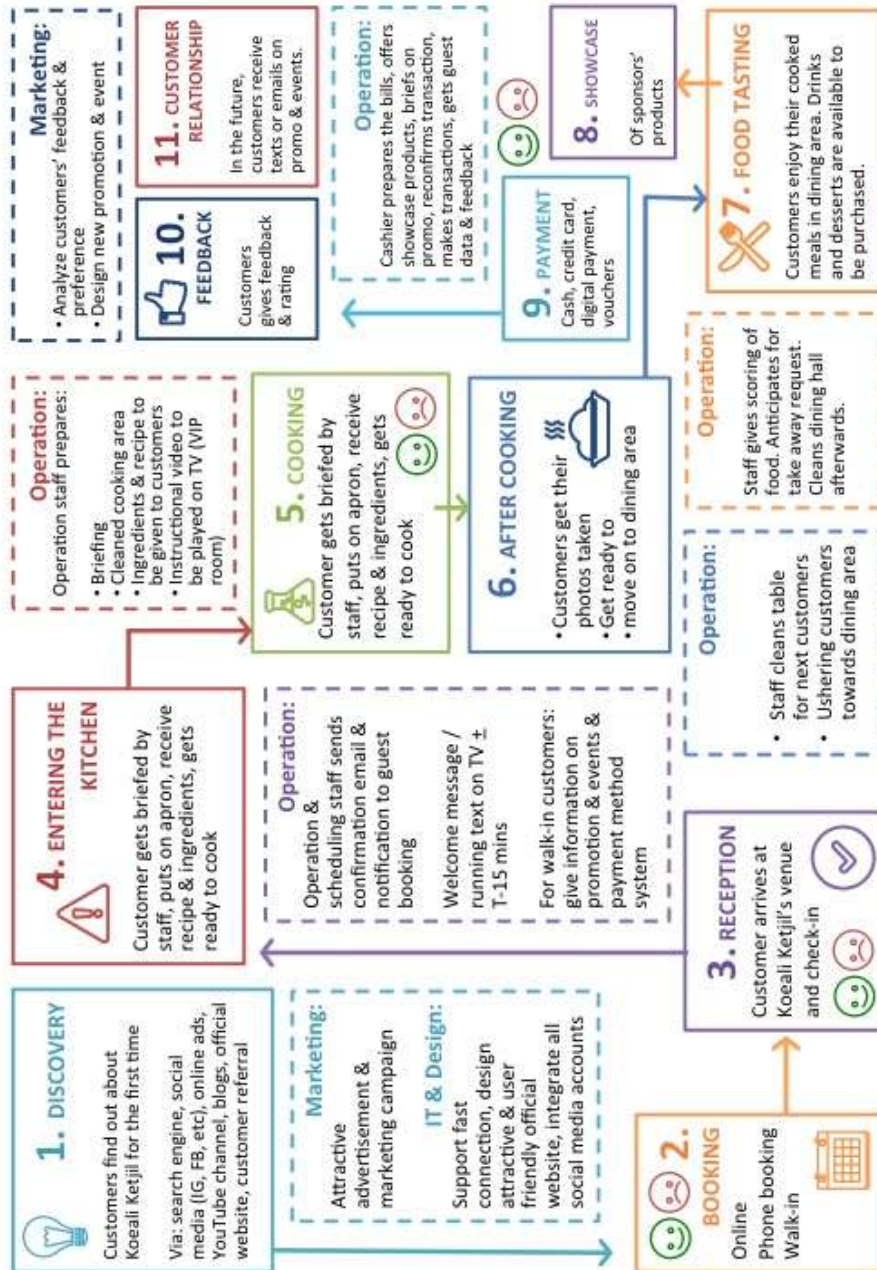 1. DISCOVERY
Customers find out about
Koeali Ketjil for the first time
Via: search engine, social
media (IG, FB, etc), online ads,
YouTube channel, blogs, official
website, customer referral
Marketing:
Attractive
advertisement &
marketing campaign
IT & Design:
Support fast
connection, design
attractive & user
friendly official
website, integrate all
social media accounts
2.
BOOKING
Online
Phone booking
Walk-in
3. RECEPTION
Customer arrives at
Koeali Ketjil's venue
and check-in
Operation:
Operation &
scheduling staff sends
confirmation email &
notification to guest
booking
Welcome message /
running text on TV ±
T-15 mins
For walk-in customers:
give information on
promotion & events &
payment method
system
4. ENTERING THE
KITCHEN
Customer gets briefed by
staff, puts on apron, receive
recipe & ingredients, gets
ready to cook
Operation:
Operation staff prepares:
• Briefing
• Cleaned cooking area
• Ingredients & recipe to
be given to customers
• Instructional video to
be played on TV (VIP
room)
5. COOKING
Customer gets briefed by
staff, puts on apron, receive
recipe & ingredients, gets
ready to cook
6. AFTER COOKING
• Customers get their
photos taken
• Get ready to
• move on to dining area
Operation:
• Staff cleans table
for next customers
• Ushering customers
towards dining area
7. FOOD TASTING
Customers enjoy their cooked
meals in dining area. Drinks
and desserts are available to
be purchased.
Operation:
Staff gives scoring of
food. Anticipates for
take away request.
Cleans dining hall
afterwards.
8. SHOWCASE
Of sponsors'
products
9. PAYMENT
Cash, credit card,
digital payment,
vouchers
Operation:
Cashier prepares the bills, offers
showcase products, briefs on
promo, reconfirms transaction,
makes transactions, gets guest
data & feedback
10.
FEEDBACK
Customers
gives feedback
& rating
11. CUSTOMER
RELATIONSHIP
In the future,
customers receive
texts or emails on
promo & events.
Marketing:
• Analyze customers' feedback &
preference
• Design new promotion & event